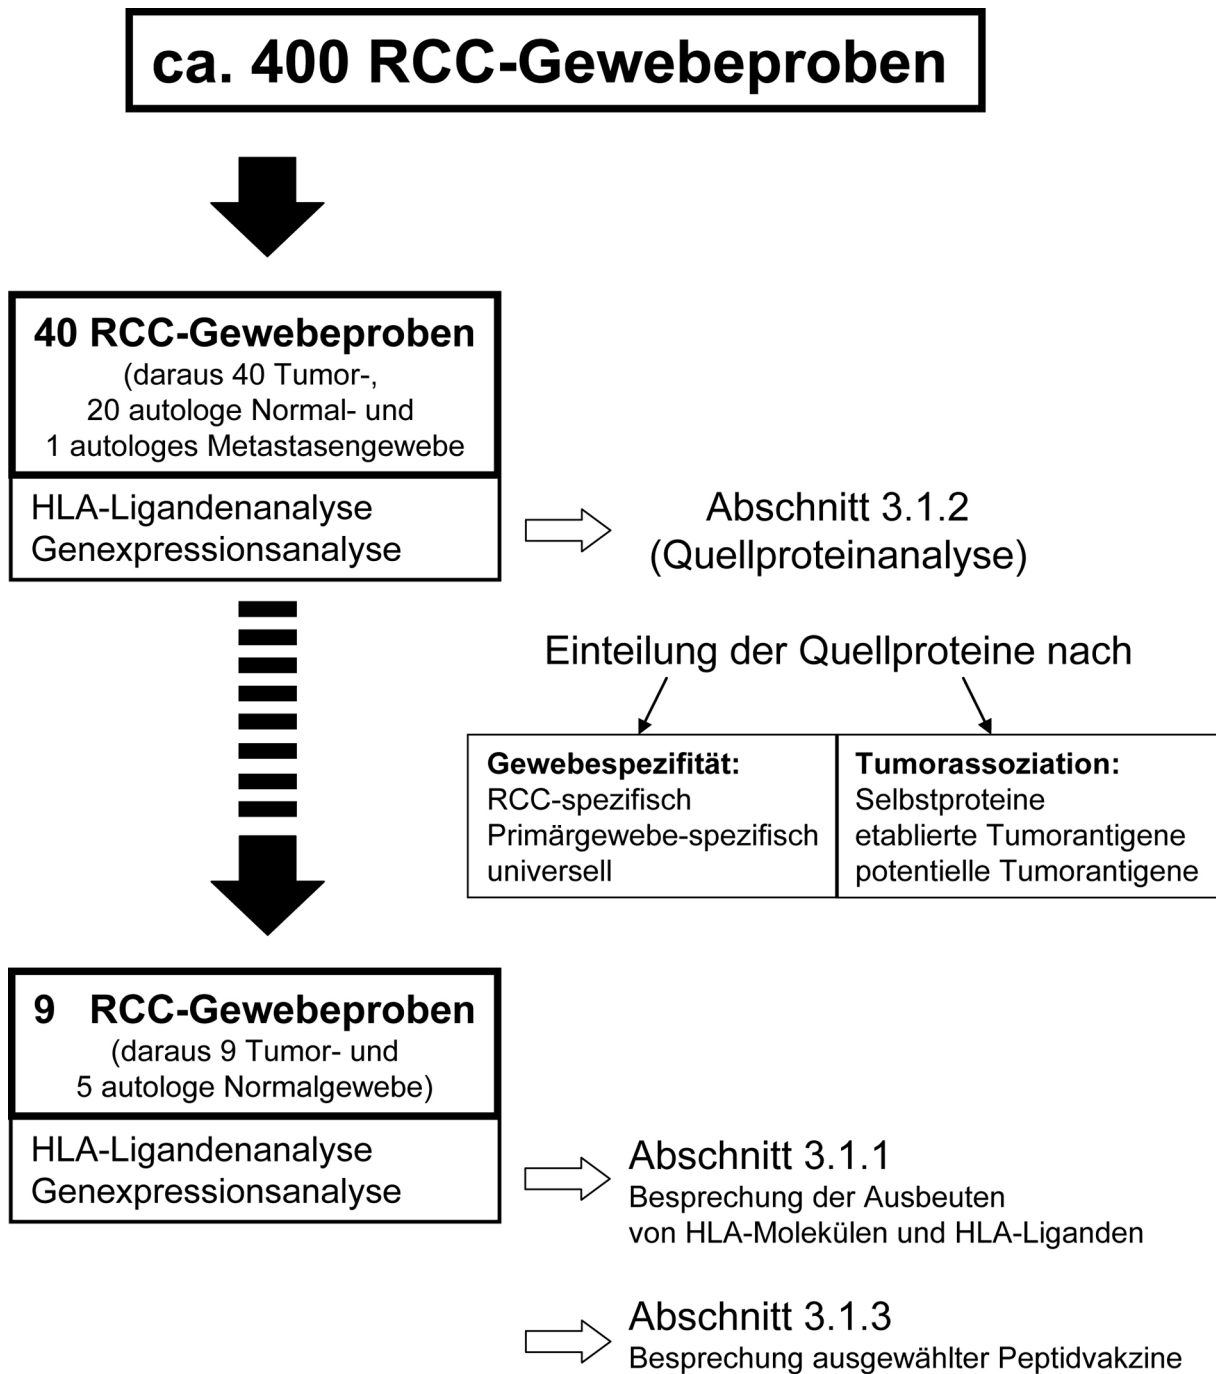 ca. 400 RCC-Gewebeproben
40 RCC-Gewebeproben
(daraus 40 Tumor-,
20 autologe Normal- und
1 autologes Metastasengewebe
HLA-Ligandenanalyse
Genexpressionsanalyse
Abschnitt 3.1.2
(Quellproteinanalyse)
Einteilung der Quellproteine nach
Gewebespezifität:
RCC-spezifisch
Primärgewebe-spezifisch
universell
Tumorassoziation:
Selbstproteine
etablierte Tumorantigene
potentielle Tumorantigene
9 RCC-Gewebeproben
(daraus 9 Tumor- und
5 autologe Normalgewebe)
HLA-Ligandenanalyse
Genexpressionsanalyse
Abschnitt 3.1.1
Besprechung der Ausbeuten
von HLA-Molekülen und HLA-Liganden
Abschnitt 3.1.3
Besprechung ausgewählter Peptidvakzine